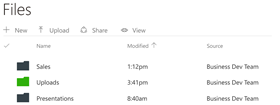 Files
+ New Upload Share View
Name Modified ↑ Source
Sales 1:12pm Business Dev Team
Uploads 3:41pm Business Dev Team
Presentations 8:40am Business Dev Team